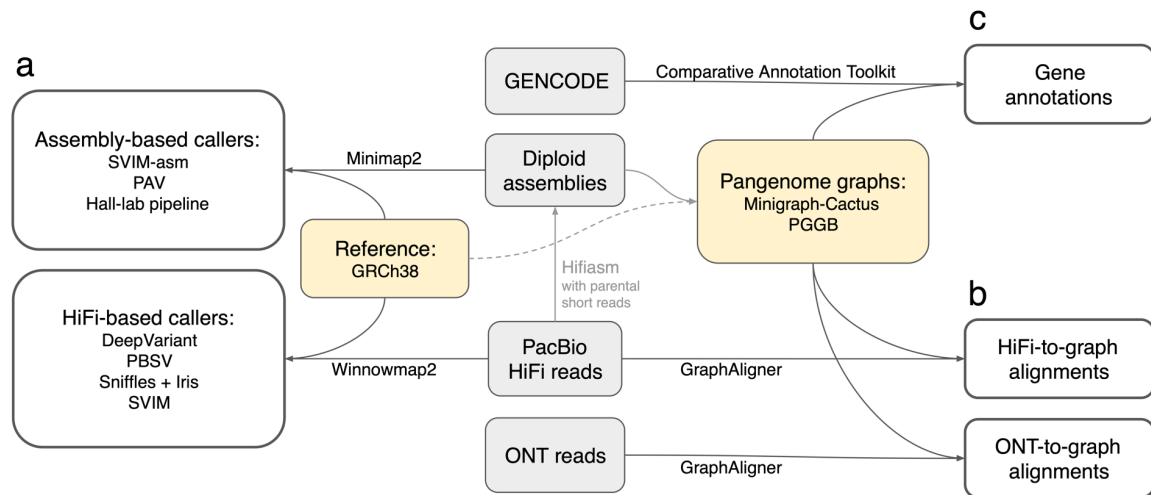 a
Assembly-based callers:
SVIM-asm
PAV
Hall-lab pipeline
HiFi-based callers:
DeepVariant
PBSV
Sniffles + Iris
SVIM
Minimap2
Reference:
GRCh38
Winnowmap2
GENCODE
Diploid
assemblies
Hifiasm
with parental
short reads
PacBio
HiFi reads
ONT reads
Comparative Annotation Toolkit
Pangenome graphs:
Minigraph-Cactus
PGGB
GraphAligner
GraphAligner
c
Gene
annotations
b
HiFi-to-graph
alignments
ONT-to-graph
alignments